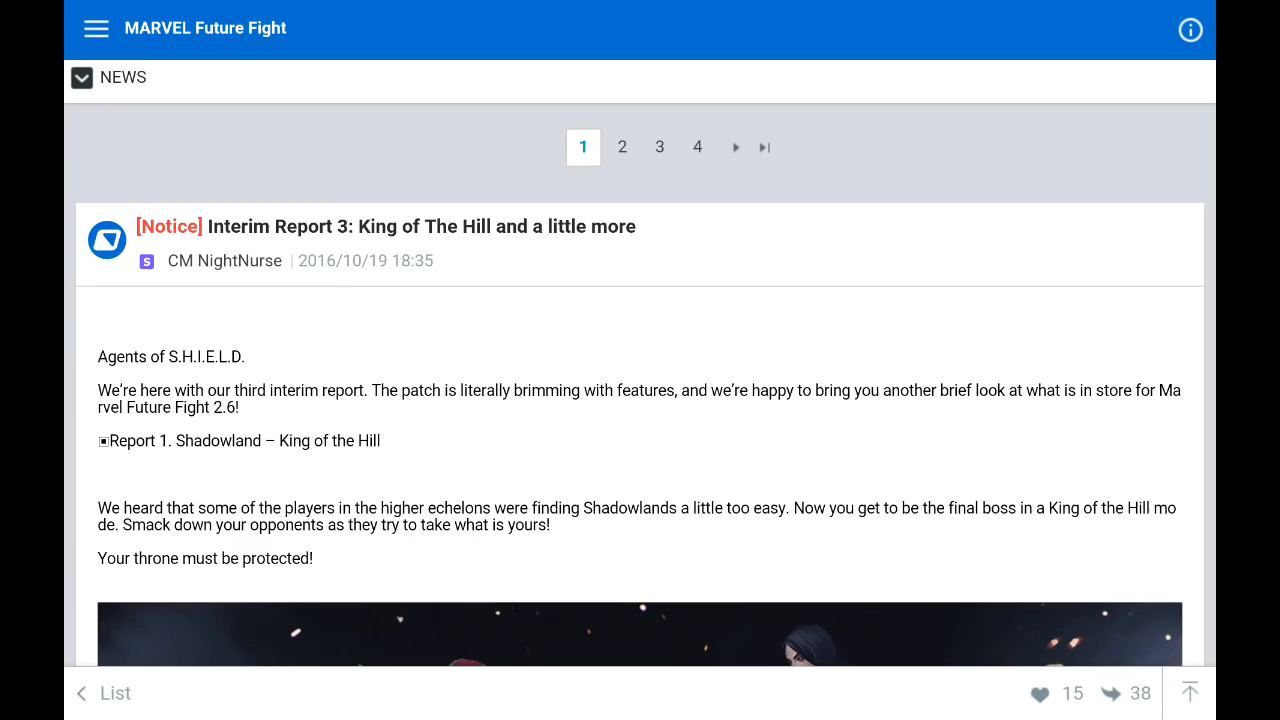 MARVEL Future Fight
NEWS
1 2 3 4
[Notice] Interim Report 3: King of The Hill and a little more
S CM NightNurse | 2016/10/19 18:35
Agents of S.H.I.E.L.D.
We’re here with our third interim report. The patch is literally brimming with features, and we’re happy to bring you another brief look at what is in store for Ma
rvel Future Fight 2.6!
▣Report 1. Shadowland – King of the Hill
We heard that some of the players in the higher echelons were finding Shadowlands a little too easy. Now you get to be the final boss in a King of the Hill mo
de. Smack down your opponents as they try to take what is yours!
Your throne must be protected!
List 15 38